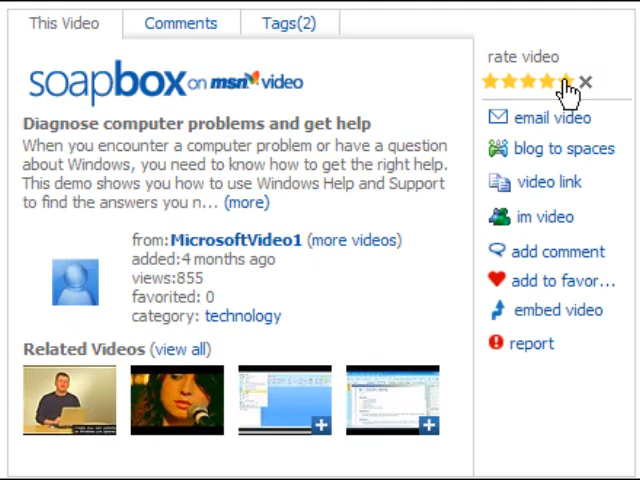 This Video
Comments
Tags(2)
soapbox on msn video
Diagnose computer problems and get help
When you encounter a computer problem or have a question
about Windows, you need to know how to get the right help.
This demo shows you how to use Windows Help and Support
to find the answers you n... (more)
from:MicrosoftVideo1 (more videos)
added:4 months ago
views:855
favorited: 0
category: technology
Related Videos (view all)
rate video
email video
blog to spaces
video link
im video
add comment
add to favor...
embed video
report